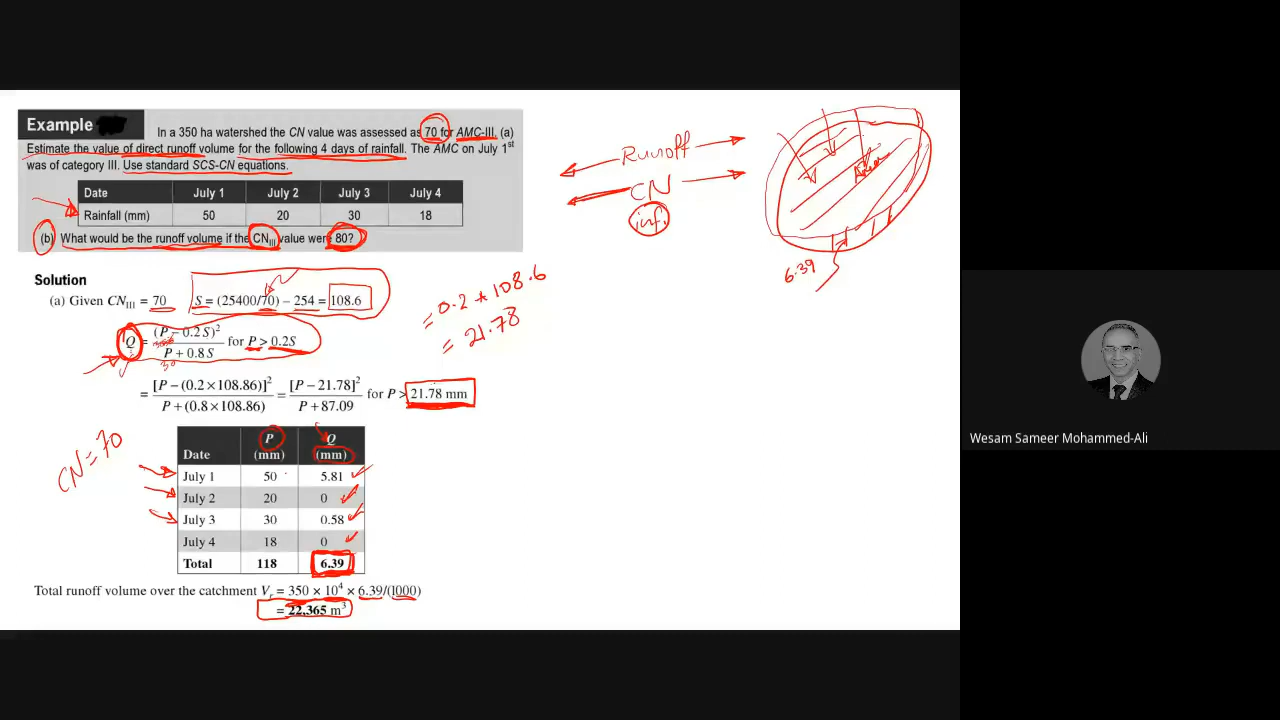 Example
In a 350 ha watershed the CN value was assessed as 70 for AMC-III. (a)
Estimate the value of direct runoff volume for the following 4 days of rainfall. The AMC on July 1st
was of category III. Use standard SCS-CN equations.
Date July 1 July 2 July 3 July 4
Rainfall (mm) 50 20 30 18
(b) What would be the runoff volume if the CN_III value were 80?
Solution
(a) Given CN_III = 70 S = (25400/70) – 254 = 108.6
Q = (P – 0.2 S)² / P + 0.8 S for P > 0.2S
30
= [P – (0.2 × 108.86)]² / P + (0.8 × 108.86) = [P – 21.78]² / P + 87.09 for P > 21.78 mm
= 0.2 * 108.6
= 21.78
CN = 70
Date P (mm) Q (mm)
July 1 50 5.81
July 2 20 0
July 3 30 0.58
July 4 18 0
Total 118 6.39
Total runoff volume over the catchment V_r = 350 × 10⁴ × 6.39/(1000)
= 22,365 m³
Runoff
CN
inf.
Area
6.39
Wesam Sameer Mohammed-Ali